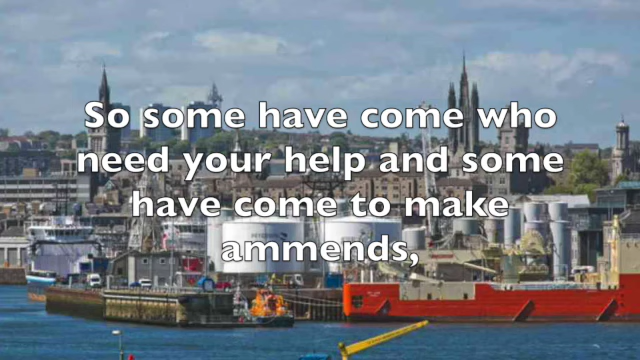 So some have come who
need your help and some
have come to make
ammends,